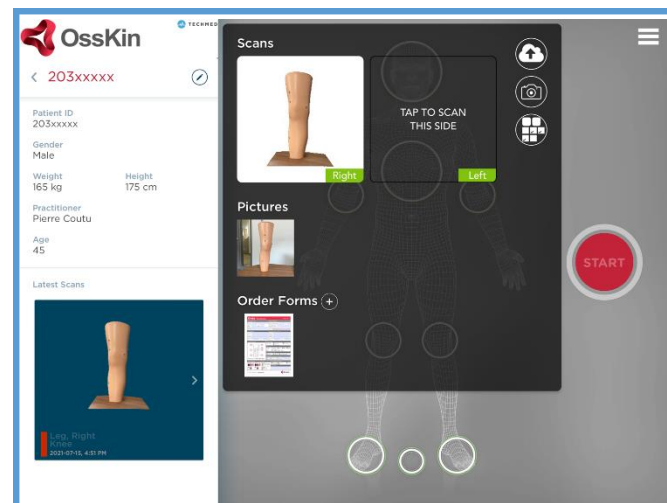 OssKin
TECHMED
203xxxxx
Patient ID
203xxxxx
Gender
Male
Weight
Height
165 kg
175 cm
Practitioner
Pierre Coutu
Age
45
Latest Scans
Leg, Right
Knee
2021-07-13, 4:51 PM
Scans
TAP TO SCAN
THIS SIDE
Right
Left
Pictures
Order Forms
START